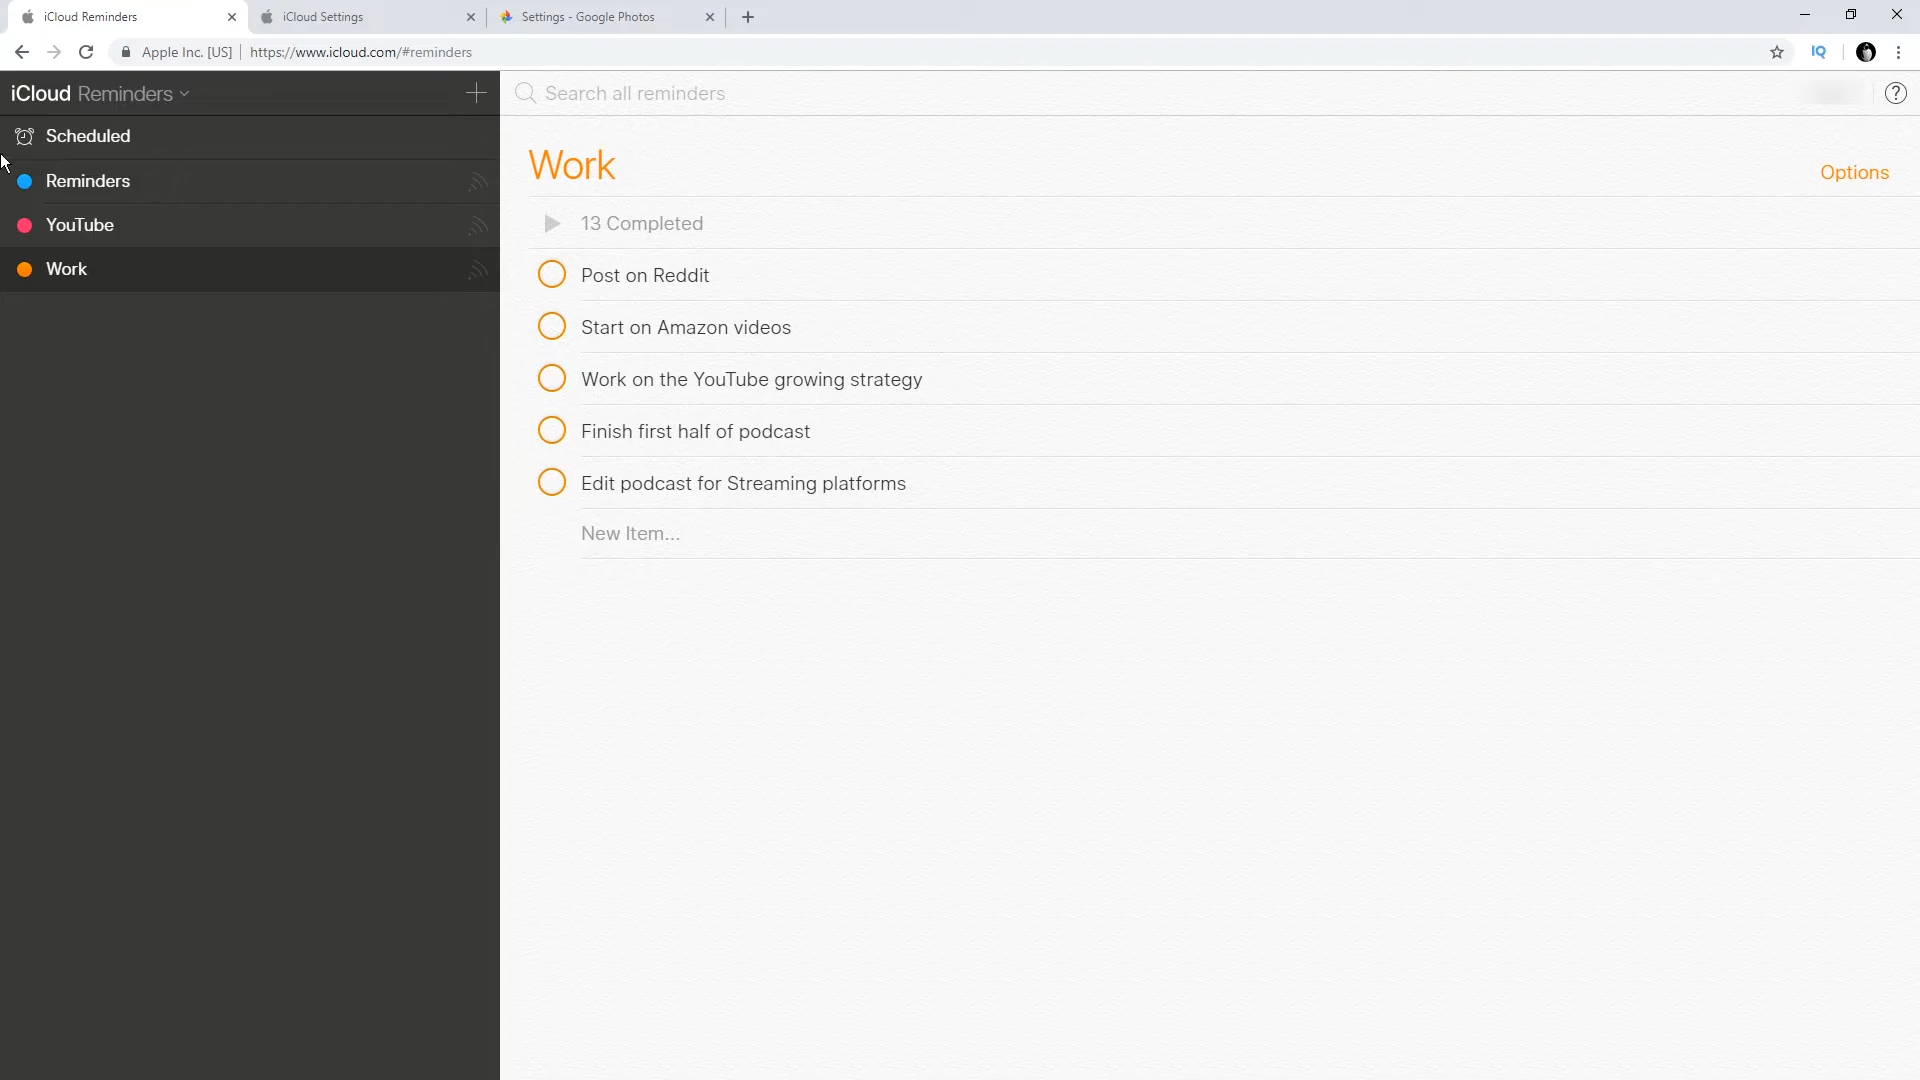 iCloud Reminders
iCloud Settings
Settings - Google Photos
Apple Inc. [US]
https://www.icloud.com/#reminders
IQ
iCloud Reminders
Search all reminders
?
Scheduled
Reminders
YouTube
Work
Work
Options
13 Completed
Post on Reddit
Start on Amazon videos
Work on the YouTube growing strategy
Finish first half of podcast
Edit podcast for Streaming platforms
New Item...